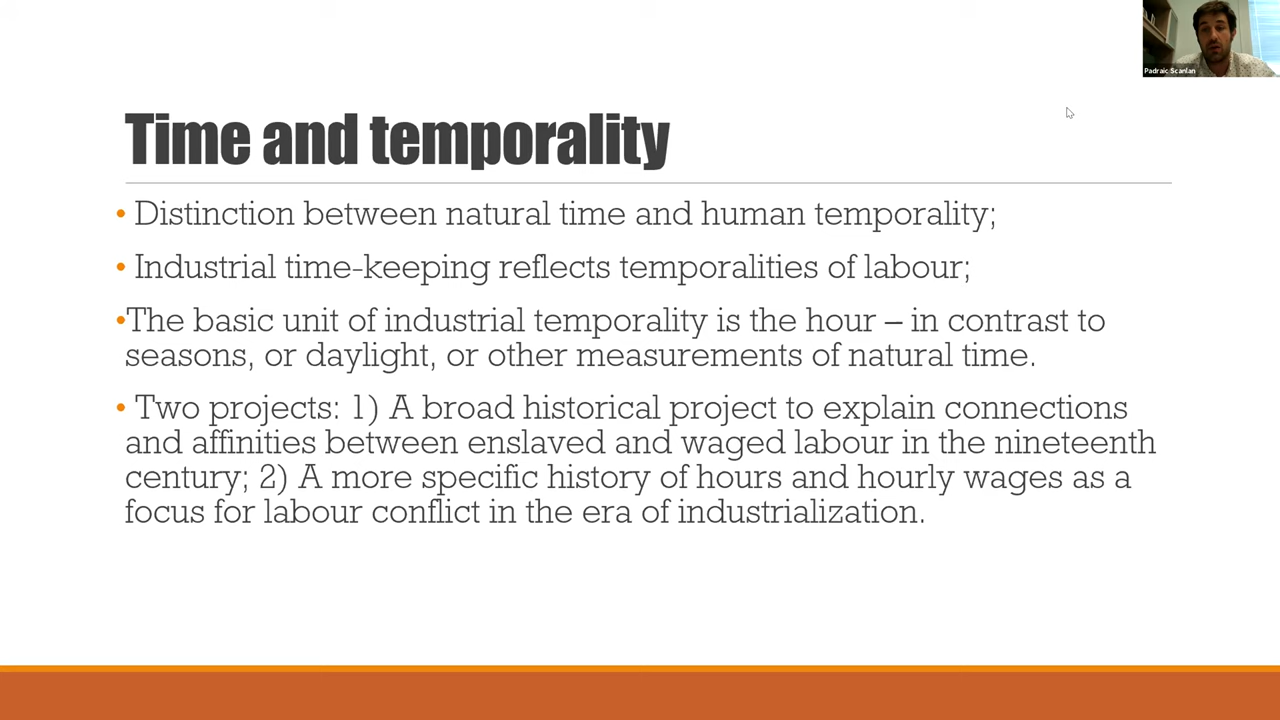 Padraic Scanlan
Time and temporality
• Distinction between natural time and human temporality;
• Industrial time-keeping reflects temporalities of labour;
•The basic unit of industrial temporality is the hour – in contrast to
seasons, or daylight, or other measurements of natural time.
• Two projects: 1) A broad historical project to explain connections
and affinities between enslaved and waged labour in the nineteenth
century; 2) A more specific history of hours and hourly wages as a
focus for labour conflict in the era of industrialization.